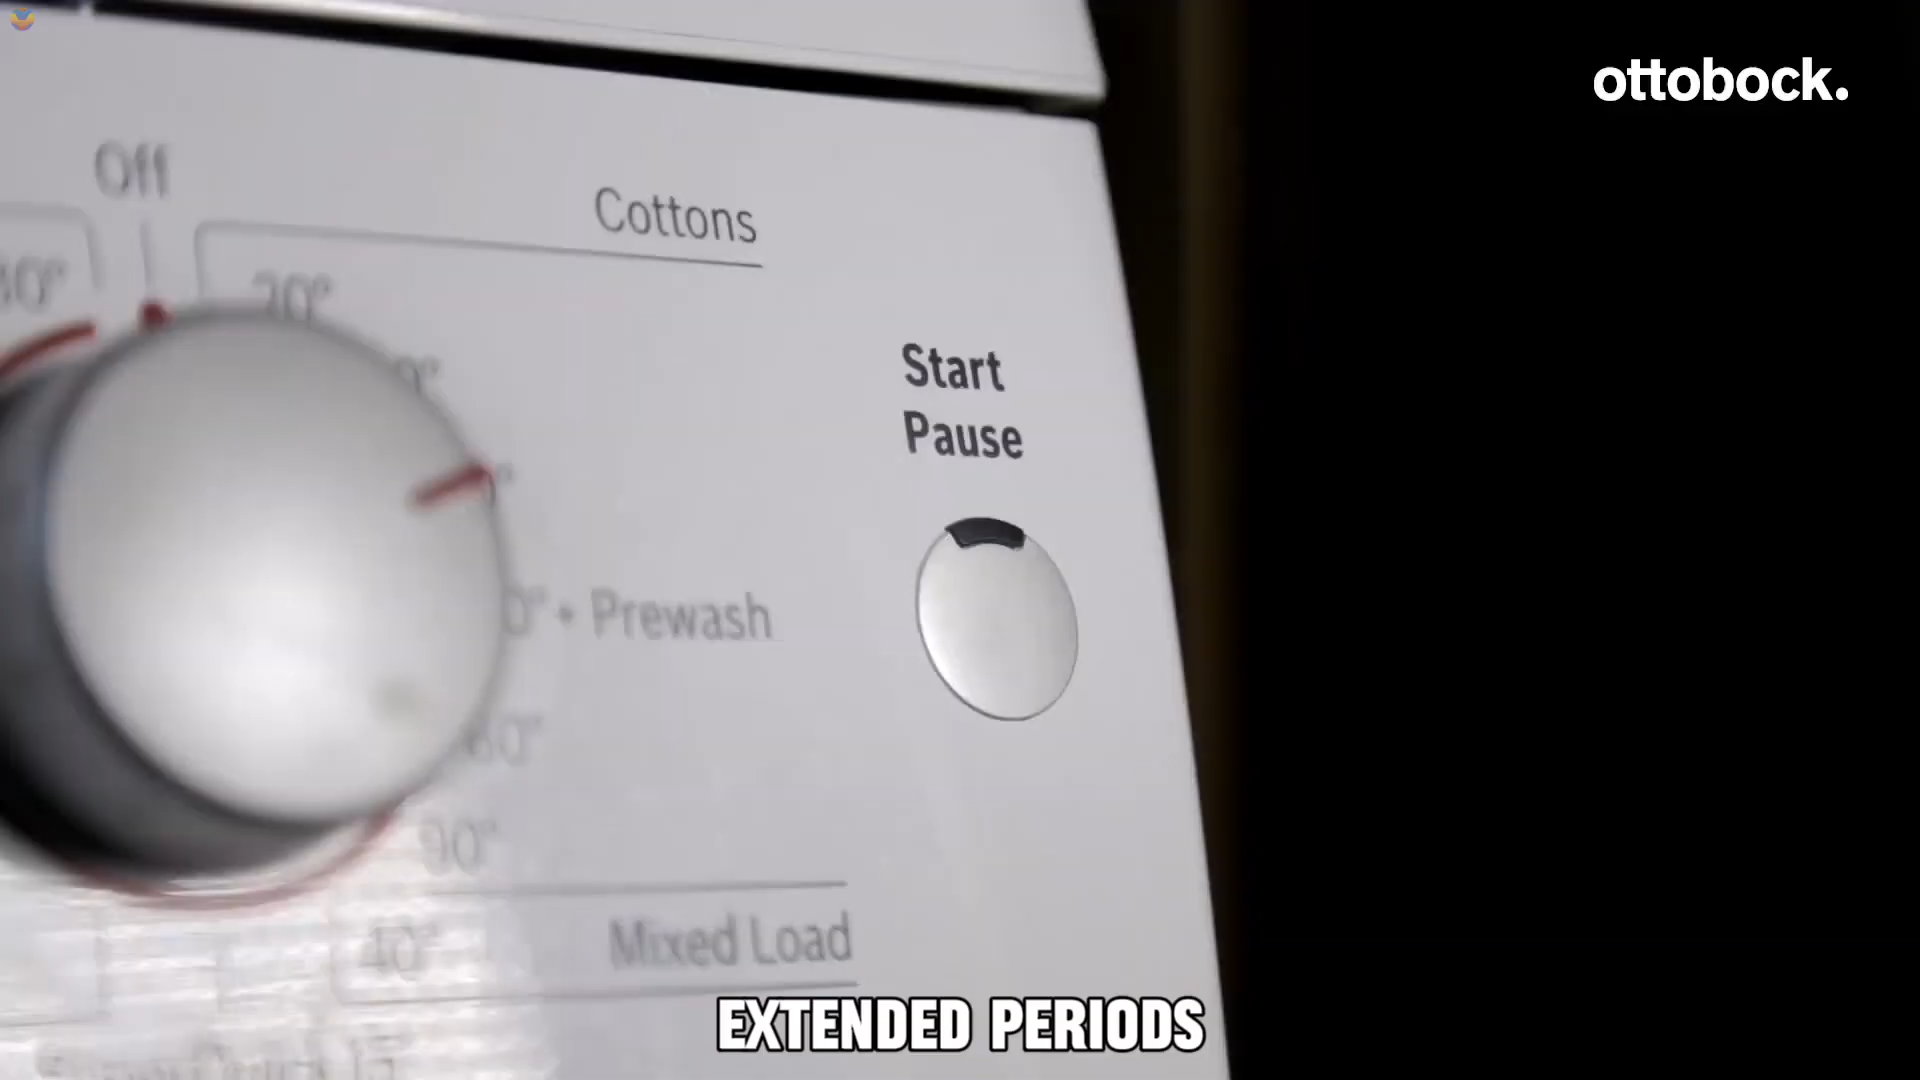 ottobock.
Off
Cottons
Start
Pause
+ Prewash
90°
40°
Mixed Load
EXTENDED PERIODS